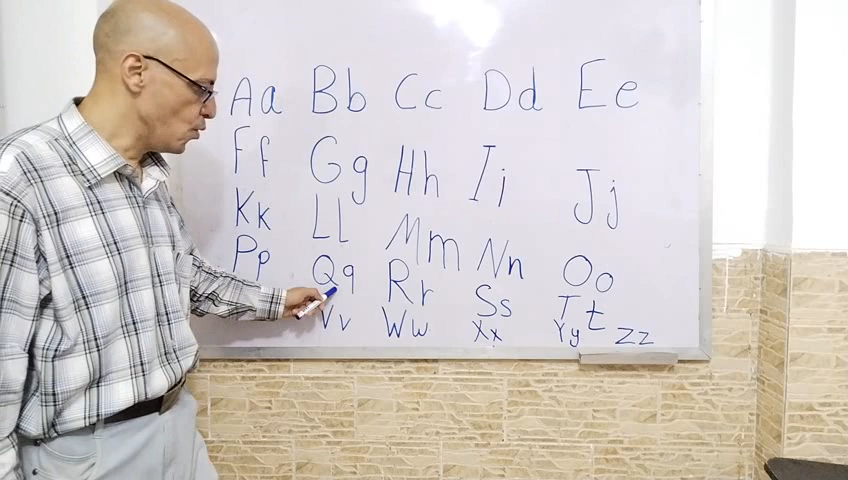 Aa Bb Cc Dd Ee
Ff Gg Hh Ii Jj
Kk Ll Mm Nn Oo
Pp Qq Rr Ss Tt
Vv Ww Xx Yy Zz